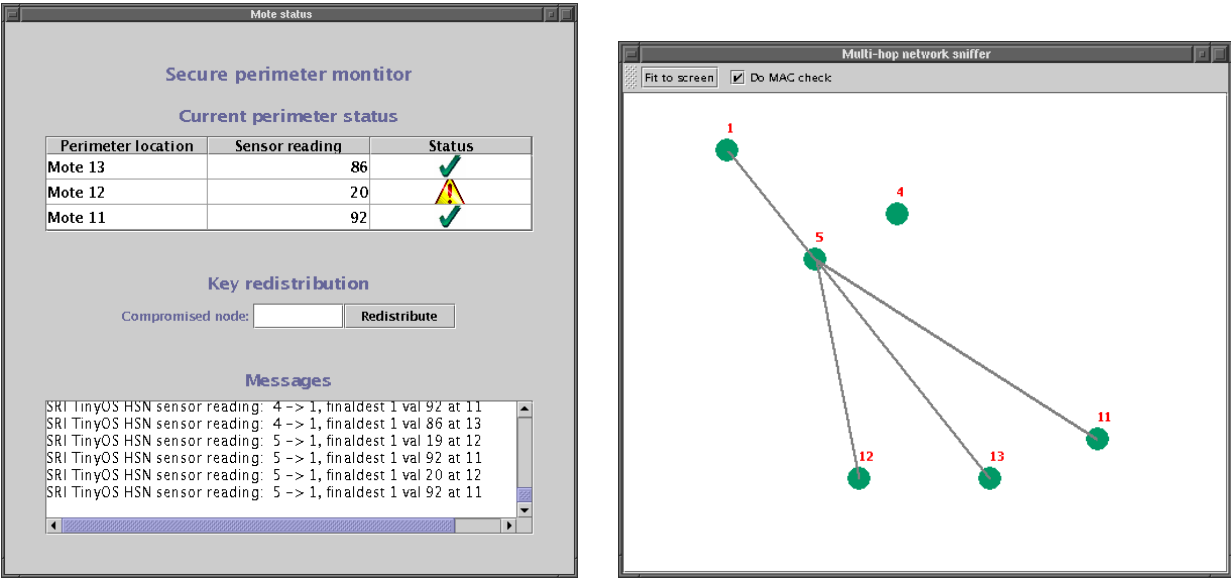 Mote status
Secure perimeter montitor
Current perimeter status
Perimeter location Sensor reading Status
Mote 13 86
Mote 12 20
Mote 11 92
Key redistribution
Compromised node: Redistribute
Messages
SRI TinyOS HSN sensor reading: 4 -> 1, finaldest 1 val 92 at 11
SRI TinyOS HSN sensor reading: 4 -> 1, finaldest 1 val 86 at 13
SRI TinyOS HSN sensor reading: 5 -> 1, finaldest 1 val 19 at 12
SRI TinyOS HSN sensor reading: 5 -> 1, finaldest 1 val 92 at 11
SRI TinyOS HSN sensor reading: 5 -> 1, finaldest 1 val 20 at 12
SRI TinyOS HSN sensor reading: 5 -> 1, finaldest 1 val 92 at 11
Multi-hop network sniffer
Fit to screen Do MAC check
1
4
5
11
12 13